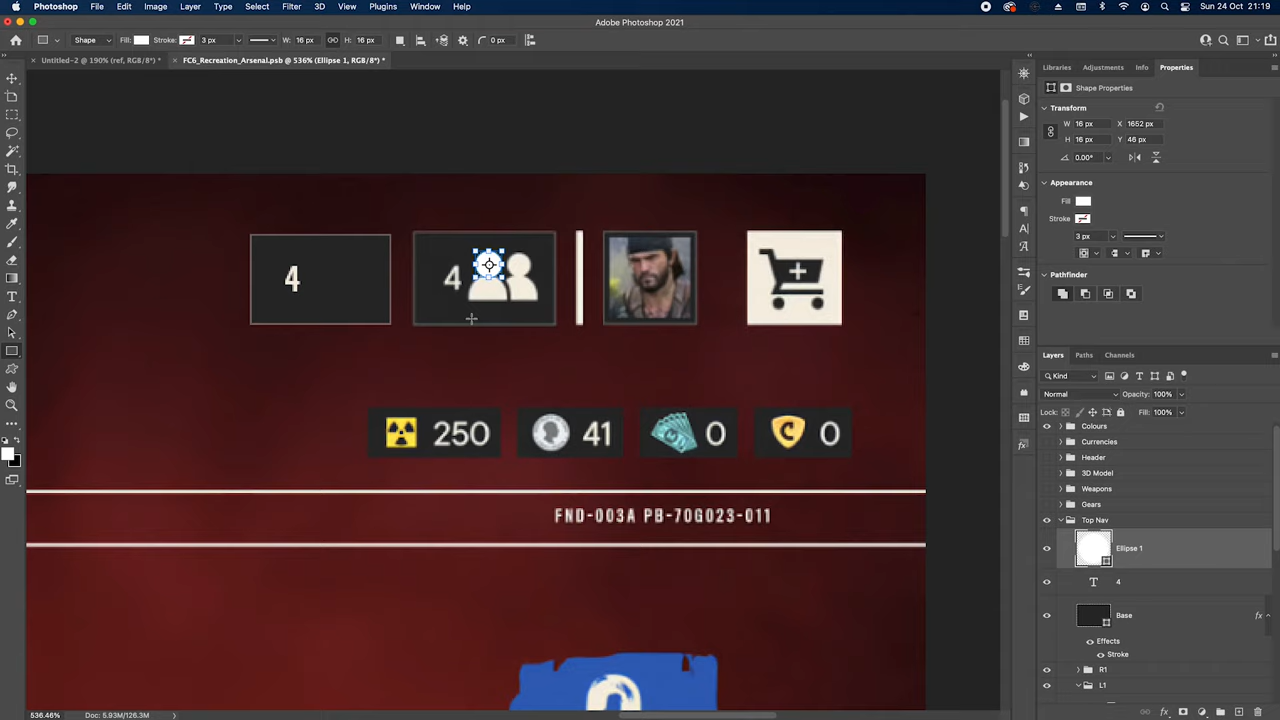 Photoshop File Edit Image Layer Type Select Filter 3D View Plugins Window Help Sun 24 Oct 21:19
Adobe Photoshop 2021
Shape Fill: Stroke: 3 px W: 16 px H: 16 px 0 px
× Untitled-2 @ 190% (ref, RGB/8*) * × FC6_Recreation_Arsenal.psb @ 536% (Ellipse 1, RGB/8*) *
Libraries Adjustments Info Properties
Shape Properties
Transform
W 16 px X 1652 px
H 16 px Y 46 px
0.00°
Appearance
Fill
Stroke
3 px
Pathfinder
4 4
250 41 0 C 0
FND-003A PB-70G023-011
Layers Paths Channels
Kind
Normal Opacity: 100%
Lock: Fill: 100%
Colours
Currencies
Header
3D Model
Weapons
Gears
Top Nav
Ellipse 1
T 4
Base fx
Effects
Stroke
R1
L1
536.46% Doc: 5.93M/126.3M